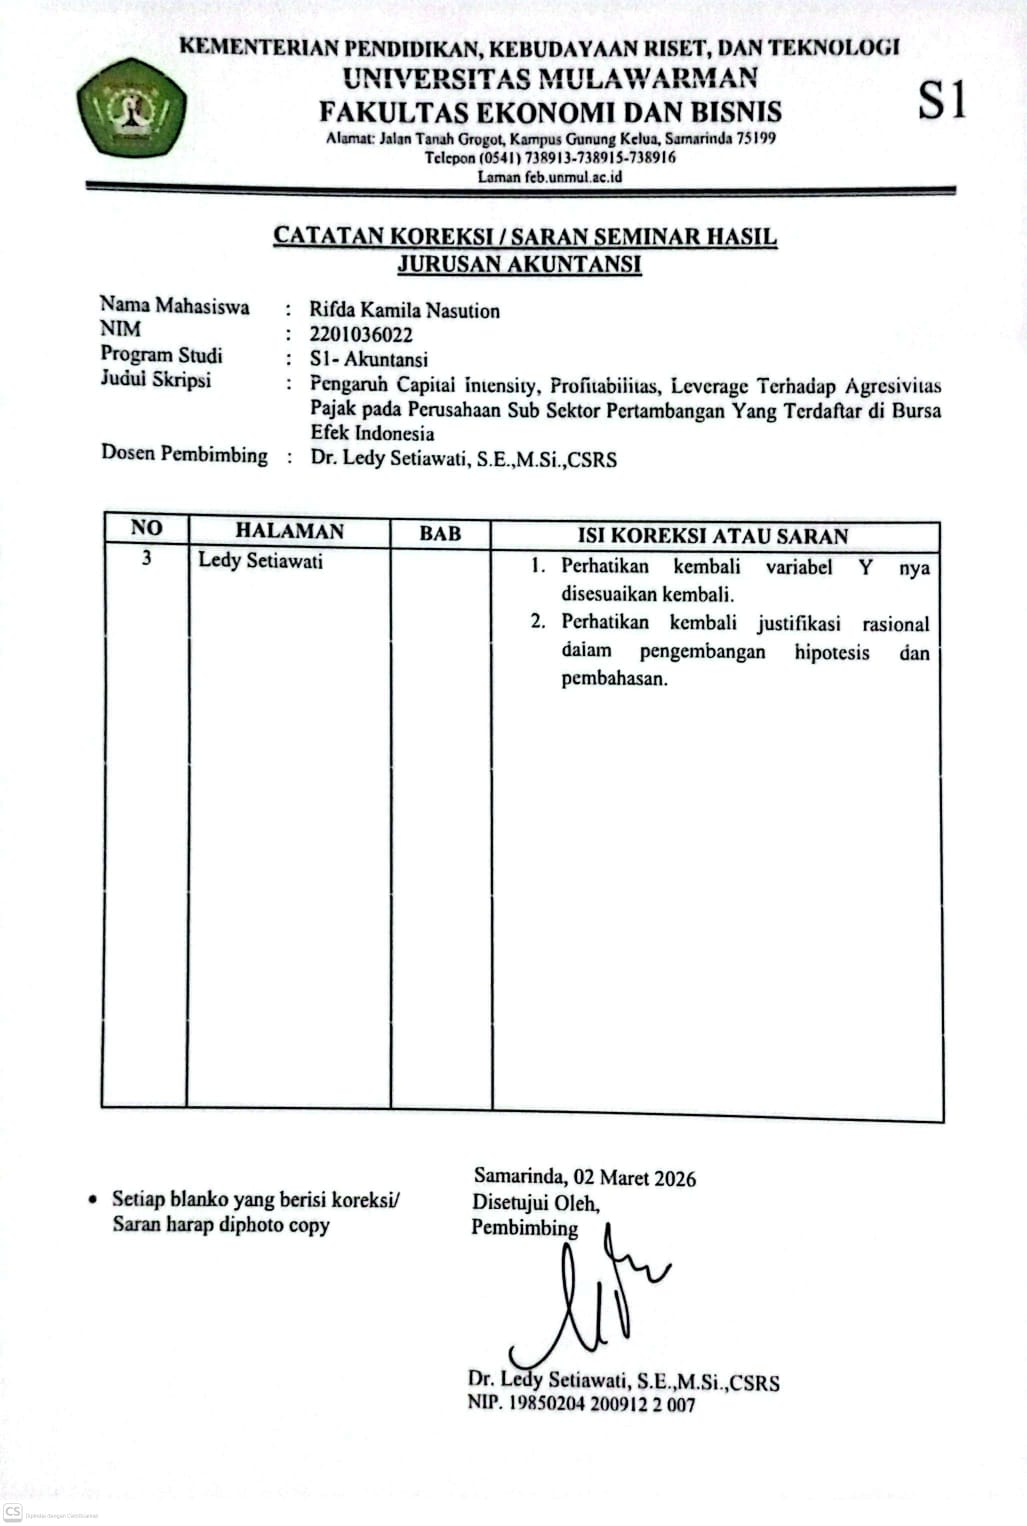 KEMENTERIAN PENDIDIKAN, KEBUDAYAAN RISET, DAN TEKNOLOGI
UNIVERSITAS MULAWARMAN
FAKULTAS EKONOMI DAN BISNIS
S1
Alamat: Jalan Tanah Grogot, Kampus Gunung Kelua, Samarinda 75199
Telepon (0541) 738913-738915-738916
Laman feb.unmul.ac.id
CATATAN KOREKSI / SARAN SEMINAR HASIL
JURUSAN AKUNTANSI
Nama Mahasiswa : Rifda Kamila Nasution
NIM : 2201036022
Program Studi : S1- Akuntansi
Judul Skripsi : Pengaruh Capital Intensity, Profitabilitas, Leverage Terhadap Agresivitas
Pajak pada Perusahaan Sub Sektor Pertambangan Yang Terdaftar di Bursa
Efek Indonesia
Dosen Pembimbing : Dr. Ledy Setiawati, S.E.,M.Si.,CSRS
NO HALAMAN BAB ISI KOREKSI ATAU SARAN
3 Ledy Setiawati 1. Perhatikan kembali variabel Y nya
disesuaikan kembali.
2. Perhatikan kembali justifikasi rasional
dalam pengembangan hipotesis dan
pembahasan.
Samarinda, 02 Maret 2026
• Setiap blanko yang berisi koreksi/
Saran harap diphoto copy
Disetujui Oleh,
Pembimbing
Dr. Ledy Setiawati, S.E.,M.Si.,CSRS
NIP. 19850204 200912 2 007
CS Dipindai dengan CamScanner